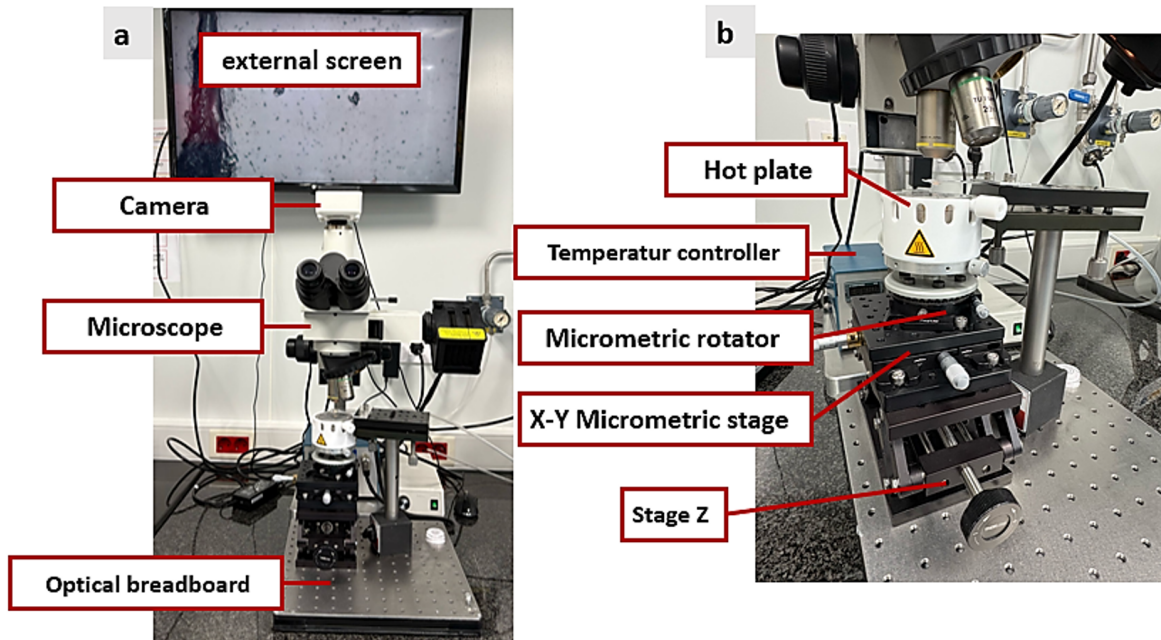 a
external screen
Camera
Microscope
Optical breadboard
b
Hot plate
Temperatur controller
Micrometric rotator
X-Y Micrometric stage
Stage Z